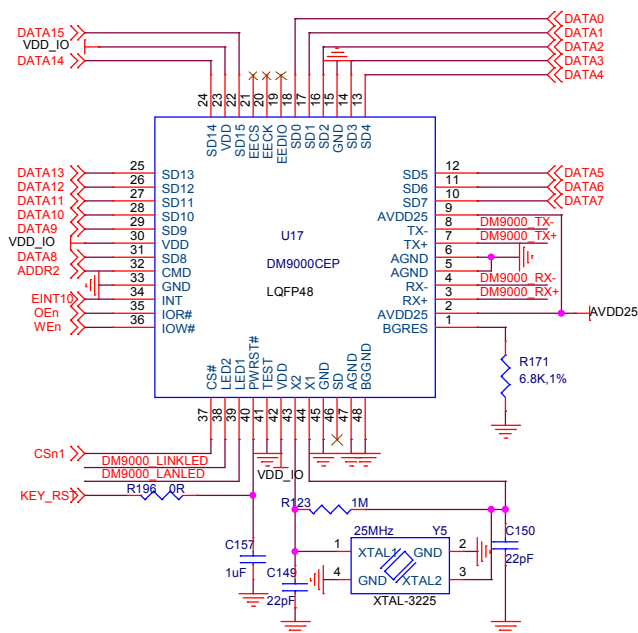 DATA15
VDD_IO
DATA14
DATA0
DATA1
DATA2
DATA3
DATA4
24
23
22
21
20
19
18
17
16
15
14
13
SD14
VDD
SD15
EECS
EECK
EEDIO
SD0
SD1
SD2
GND
SD3
SD4
DATA13 25 SD13
DATA12 26 SD12
DATA11 27 SD11
DATA10 28 SD10
DATA9 29 SD9
VDD_IO 30 VDD
DATA8 31 SD8
ADDR2 32 CMD
33 GND
EINT10 34 INT
OEn 35 IOR#
WEn 36 IOW#
U17
DM9000CEP
LQFP48
SD5 12 DATA5
SD6 11 DATA6
SD7 10 DATA7
AVDD25 9
TX- 8 DM9000_TX-
TX+ 7 DM9000_TX+
AGND 6
AGND 5
RX- 4 DM9000_RX-
RX+ 3 DM9000_RX+
AVDD25 2 AVDD25
BGRES 1
R171
6.8K,1%
CS#
LED2
LED1
PWRST#
TEST
VDD
X2
X1
GND
SD
AGND
BGGND
37
38
39
40
41
42
43
44
45
46
47
48
CSn1
DM9000_LINKLED
DM9000_LANLED
VDD_IO
KEY_RST
R196 0R
R123 1M
C157
1uF
C149
22pF
25MHz Y5
1 XTAL1 GND 2
4 GND XTAL2 3
XTAL-3225
C150
22pF